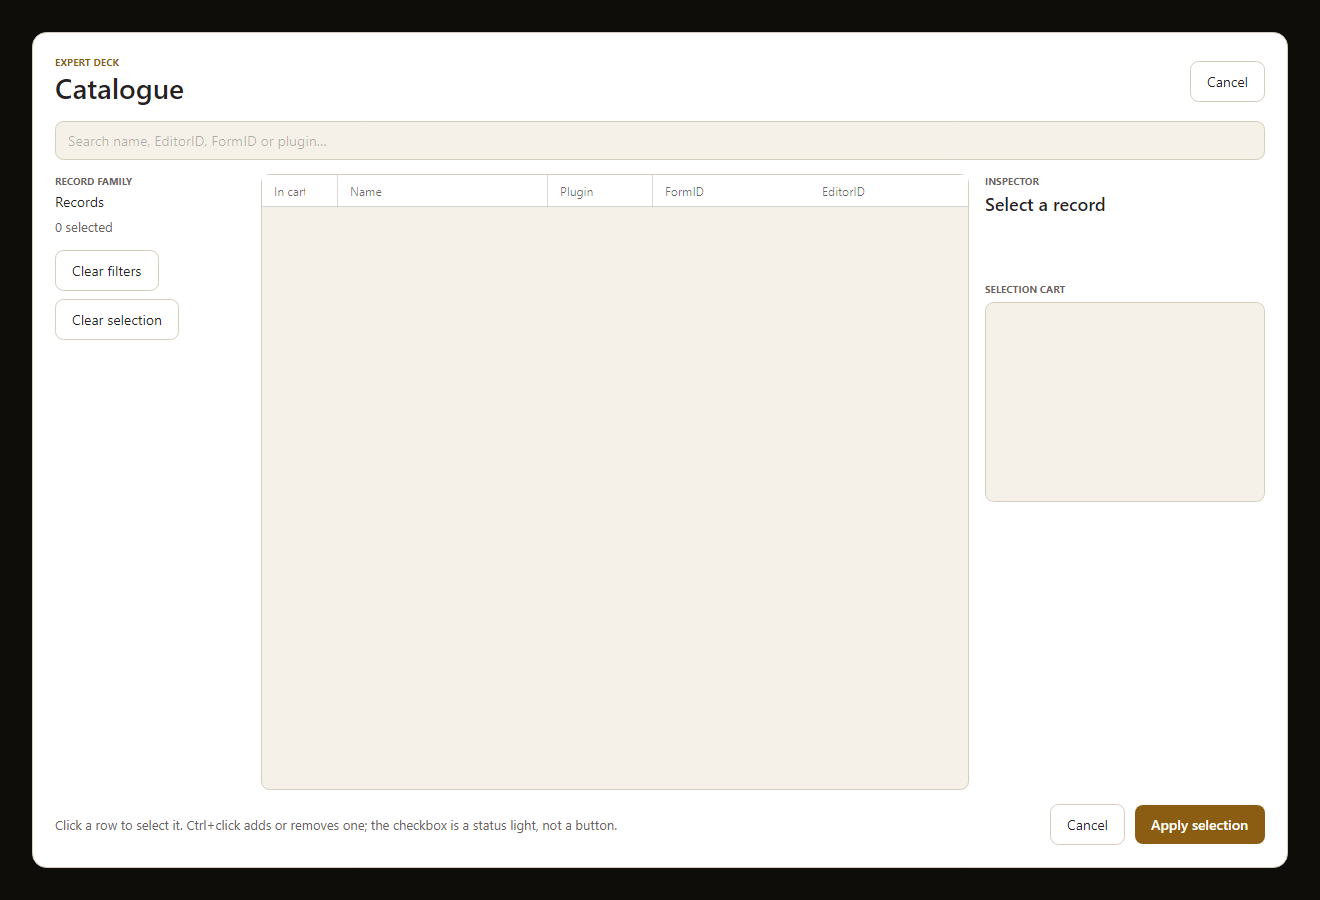 EXPERT DECK
Catalogue
Cancel
Search name, EditorID, FormID or plugin...
RECORD FAMILY
Records
0 selected
Clear filters
Clear selection
In cart
Name
Plugin
FormID
EditorID
INSPECTOR
Select a record
SELECTION CART
Click a row to select it. Ctrl+click adds or removes one; the checkbox is a status light, not a button.
Cancel
Apply selection